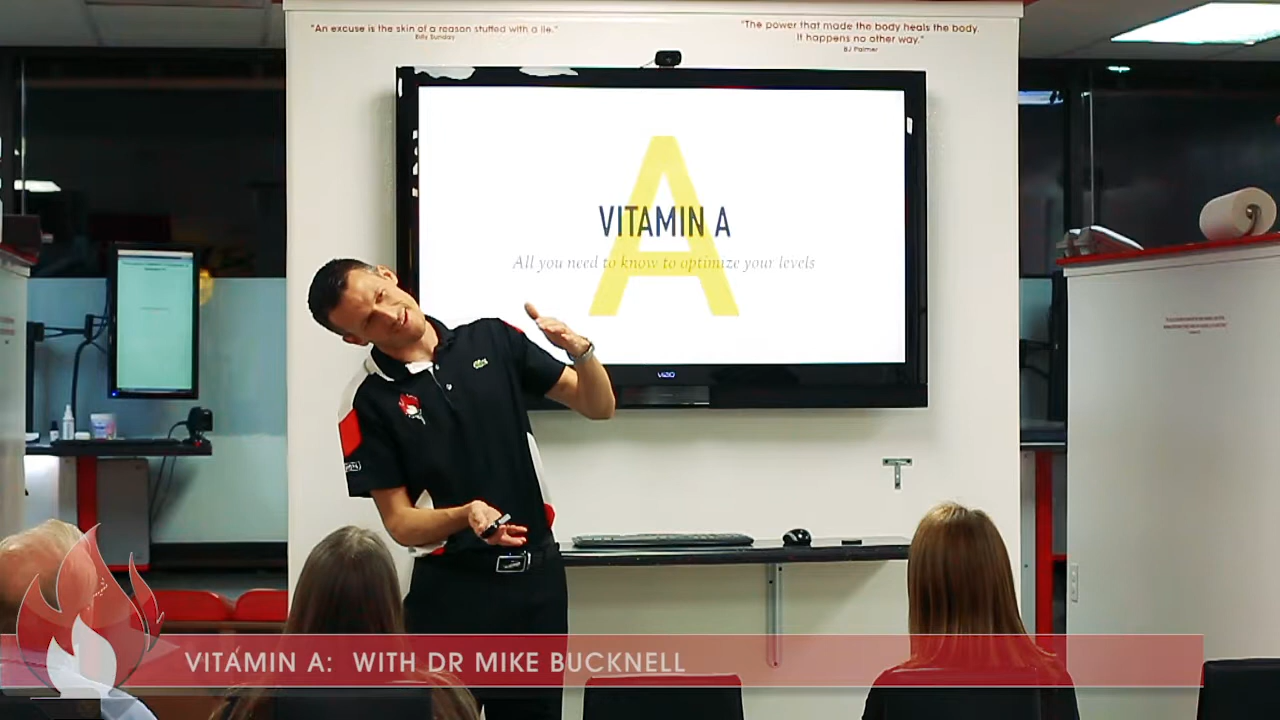 "An excuse is the skin of a reason stuffed with a lie."
Billy Sunday
"The power that made the body heals the body.
It happens no other way."
BJ Palmer
VITAMIN A
All you need to know to optimize your levels
VIZIO
VITAMIN A: WITH DR MIKE BUCKNELL